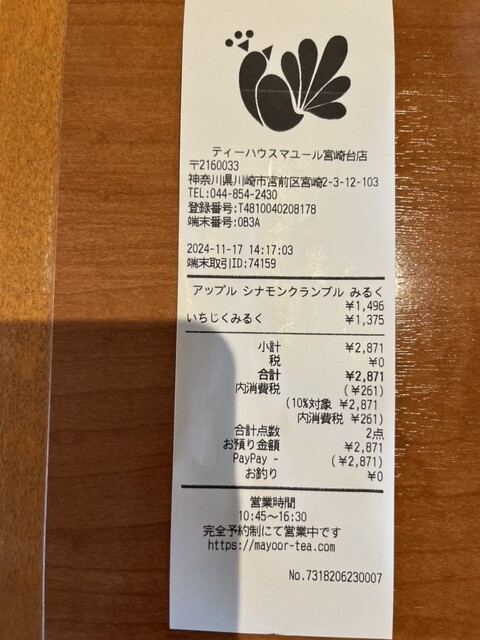 ティーハウスマユール宮崎台店
〒2160033
神奈川県川崎市宮前区宮崎2-3-12-103
TEL:044-854-2430
登録番号:T4810040208178
端末番号:0B3A
2024-11-17 14:17:03
端末取引ID:74159
アップル シナモンクランブル みるく
¥1,496
いちじくみるく ¥1,375
小計 ¥2,871
税 ¥0
合計 ¥2,871
内消費税 (¥261)
(10%対象 ¥2,871
内消費税 ¥261)
合計点数 2点
お預り金額 ¥2,871
PayPay - (¥2,871)
お釣り ¥0
営業時間
10:45〜16:30
完全予約制にて営業中です
https://mayoor-tea.com
No.7318206230007